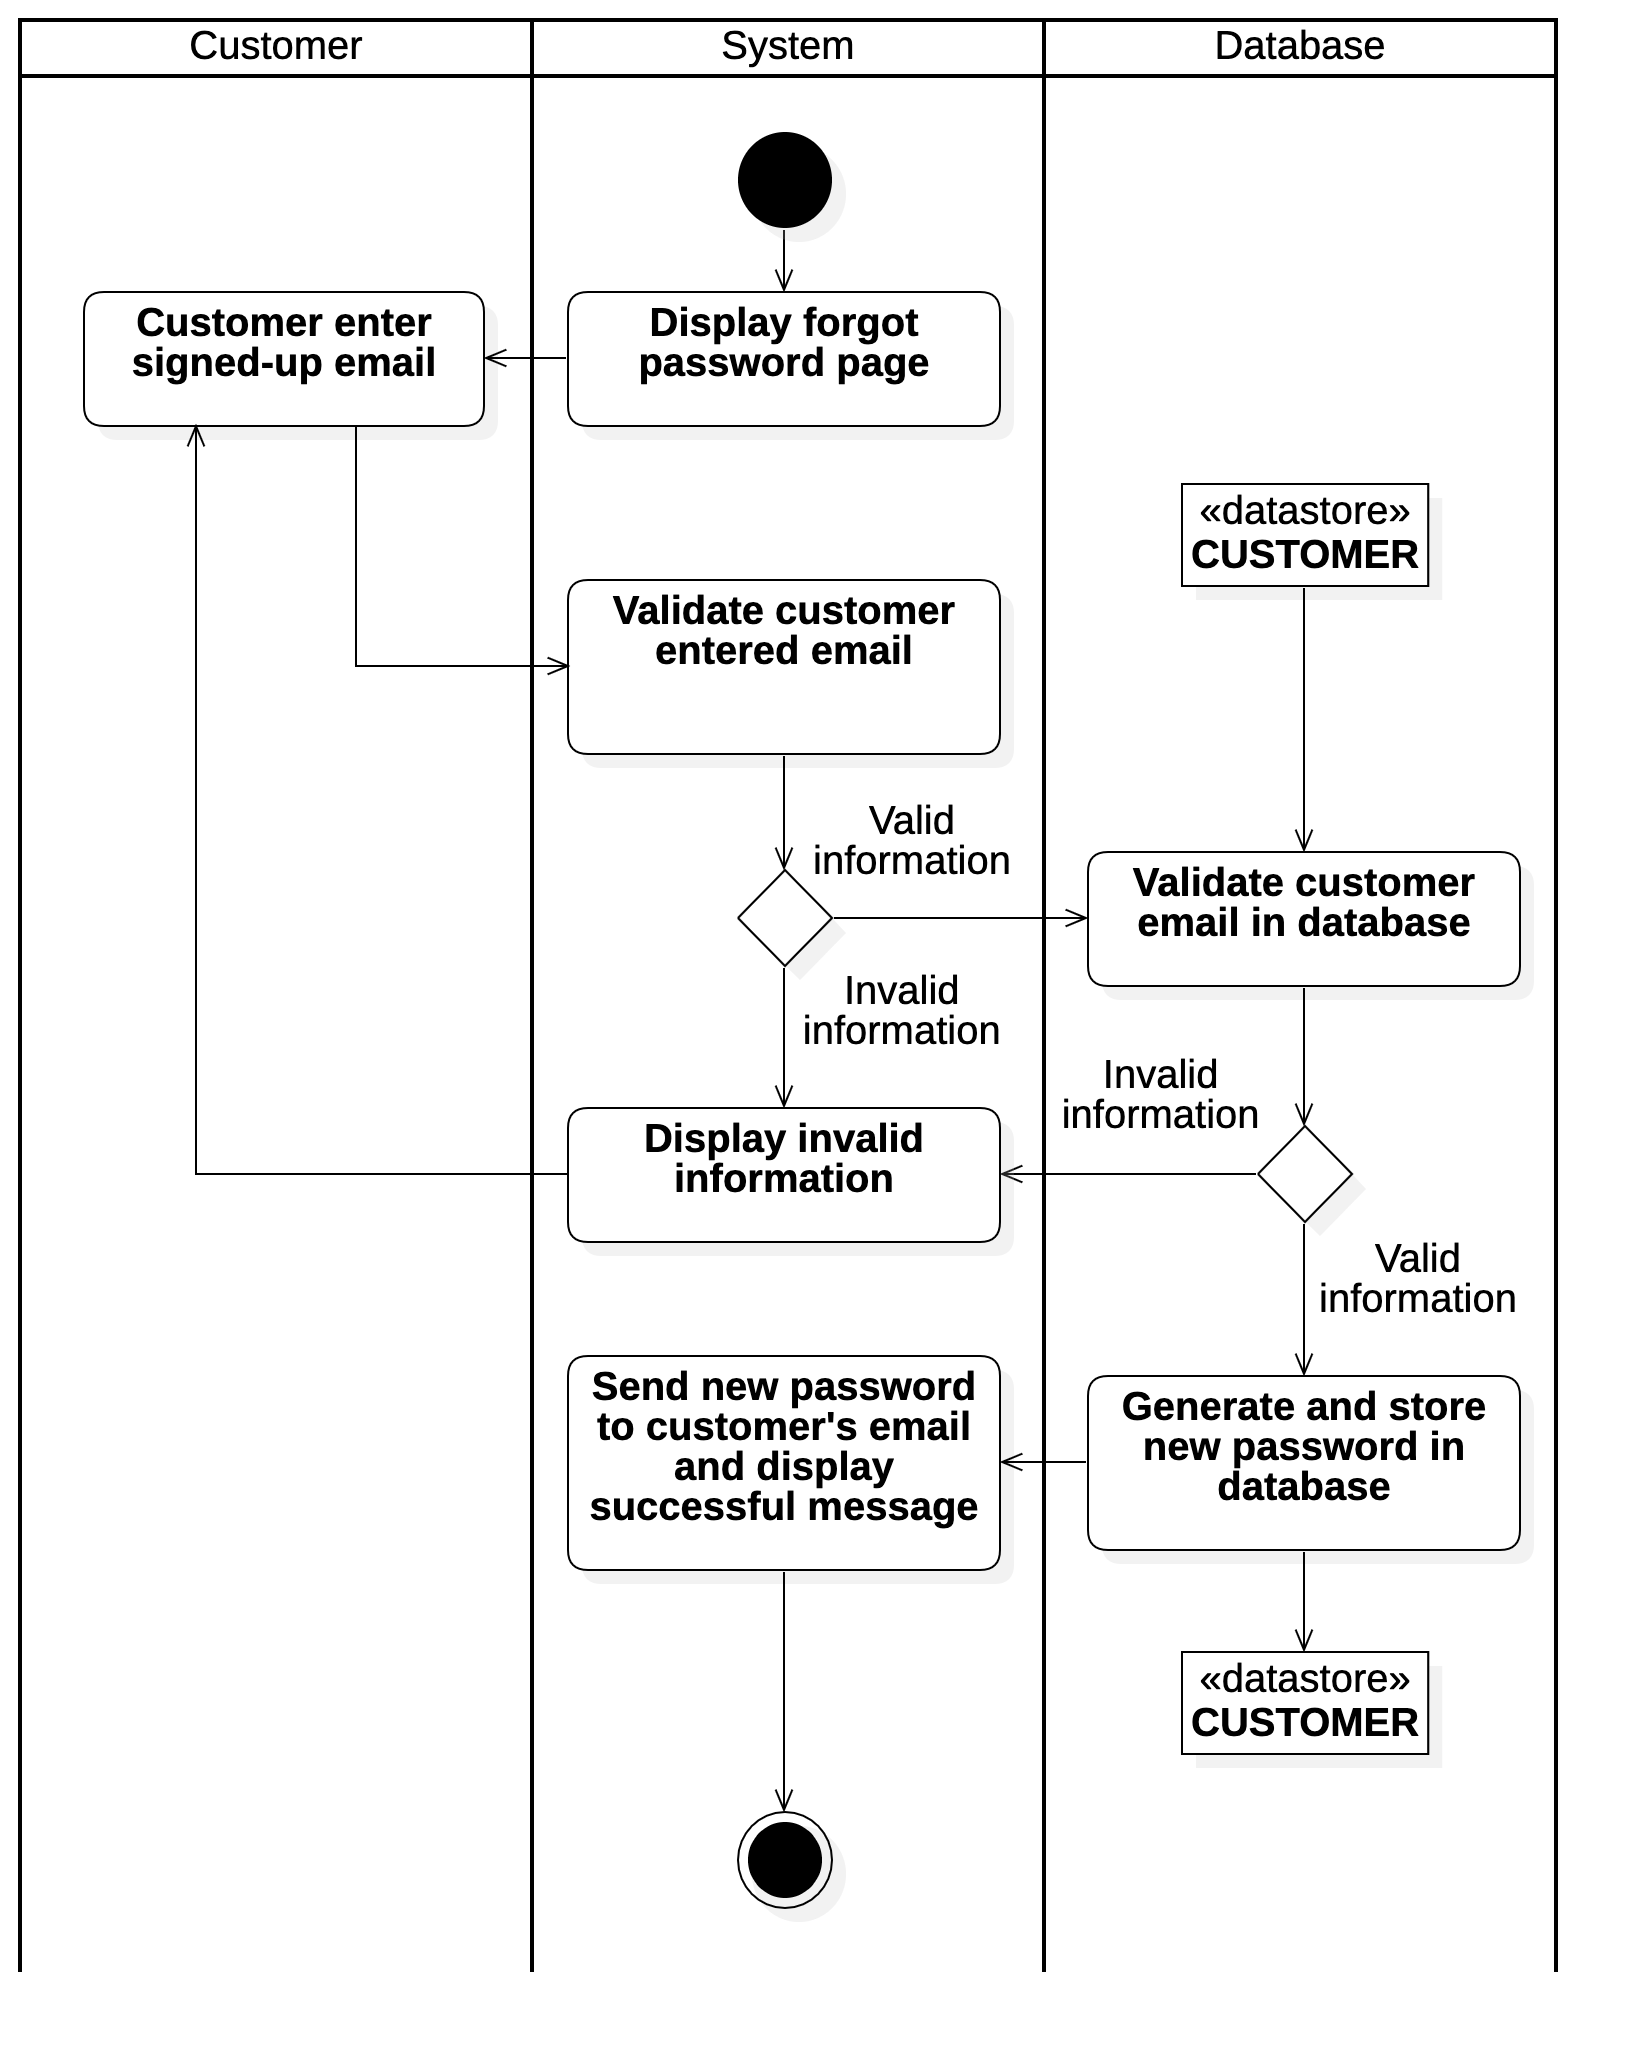 Customer
System
Database
Customer enter
signed-up email
Display forgot
password page
«datastore»
CUSTOMER
Validate customer
entered email
Valid
information
Validate customer
email in database
Invalid
information
Invalid
information
Display invalid
information
Valid
information
Send new password
to customer's email
and display
successful message
Generate and store
new password in
database
«datastore»
CUSTOMER